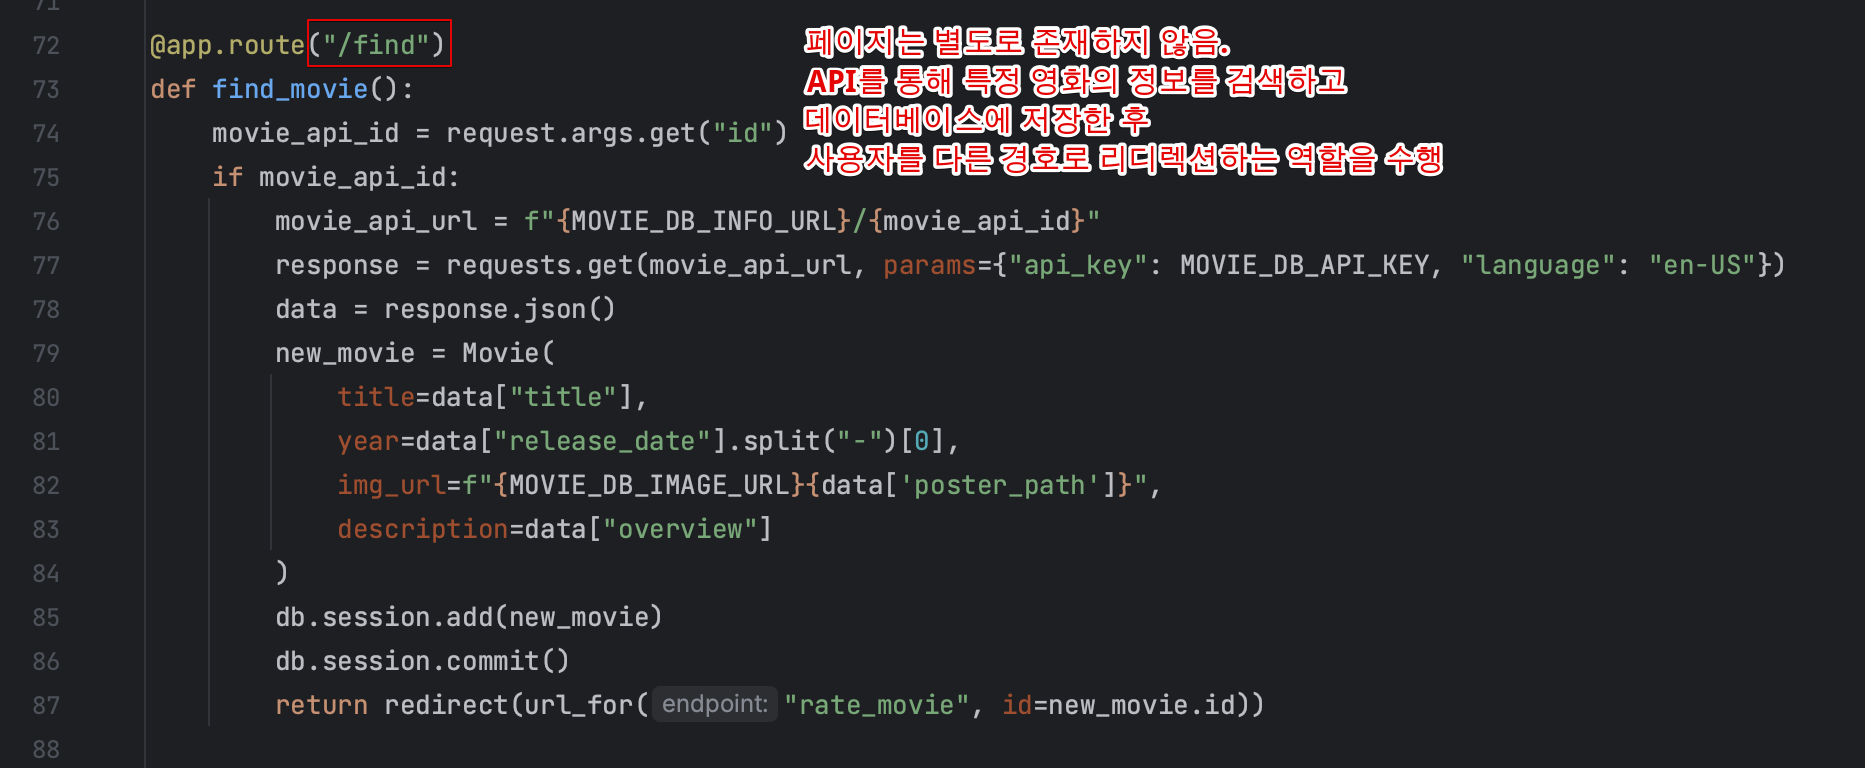 71
72 @app.route("/find")
페이지는 별도로 존재하지 않음.
73 def find_movie():
API를 통해 특정 영화의 정보를 검색하고
74 movie_api_id = request.args.get("id")
데이터베이스에 저장한 후
75 if movie_api_id:
사용자를 다른 경호로 리디렉션하는 역할을 수행
76 movie_api_url = f"{MOVIE_DB_INFO_URL}/{movie_api_id}"
77 response = requests.get(movie_api_url, params={"api_key": MOVIE_DB_API_KEY, "language": "en-US"})
78 data = response.json()
79 new_movie = Movie(
80 title=data["title"],
81 year=data["release_date"].split("-")[0],
82 img_url=f"{MOVIE_DB_IMAGE_URL}{data['poster_path']}",
83 description=data["overview"]
84 )
85 db.session.add(new_movie)
86 db.session.commit()
87 return redirect(url_for( endpoint: "rate_movie", id=new_movie.id))
88